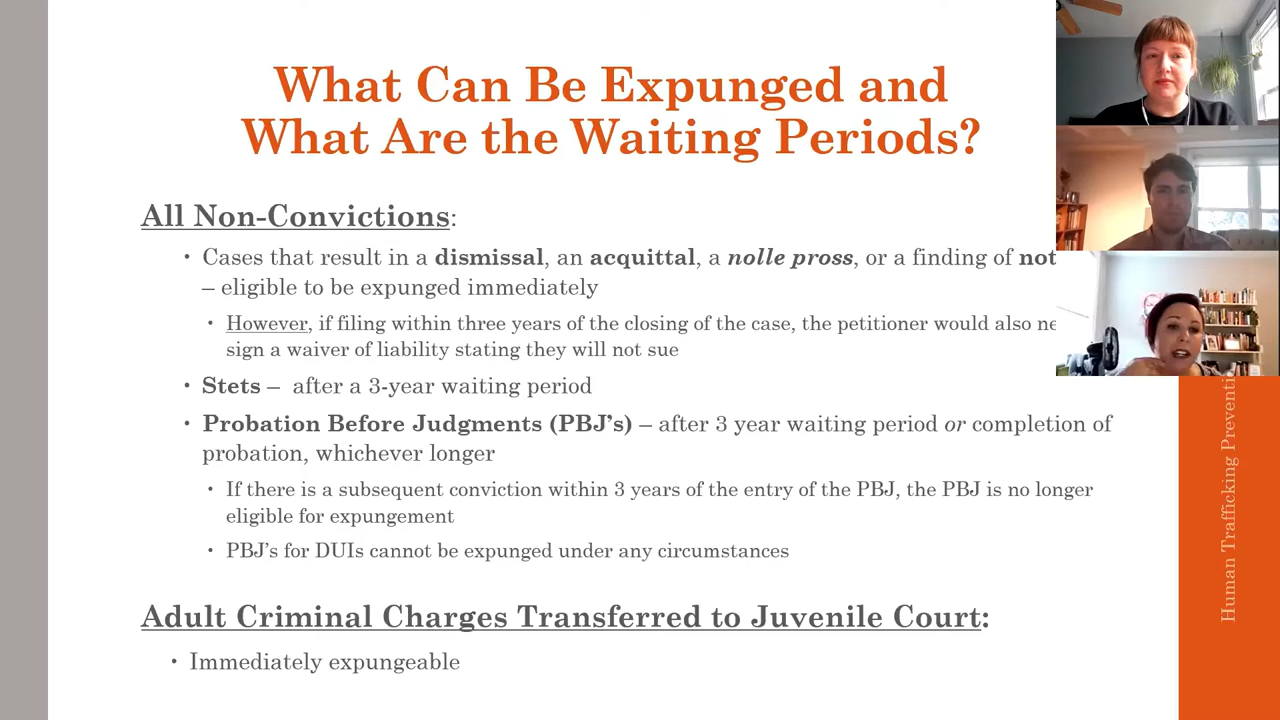 What Can Be Expunged and
What Are the Waiting Periods?
All Non-Convictions:
• Cases that result in a dismissal, an acquittal, a nolle pross, or a finding of not
– eligible to be expunged immediately
• However, if filing within three years of the closing of the case, the petitioner would also
sign a waiver of liability stating they will not sue
• Stets – after a 3-year waiting period
• Probation Before Judgments (PBJ's) – after 3 year waiting period or completion of
probation, whichever longer
• If there is a subsequent conviction within 3 years of the entry of the PBJ, the PBJ is no longer
eligible for expungement
• PBJ's for DUIs cannot be expunged under any circumstances
Adult Criminal Charges Transferred to Juvenile Court:
• Immediately expungeable
Human Trafficking